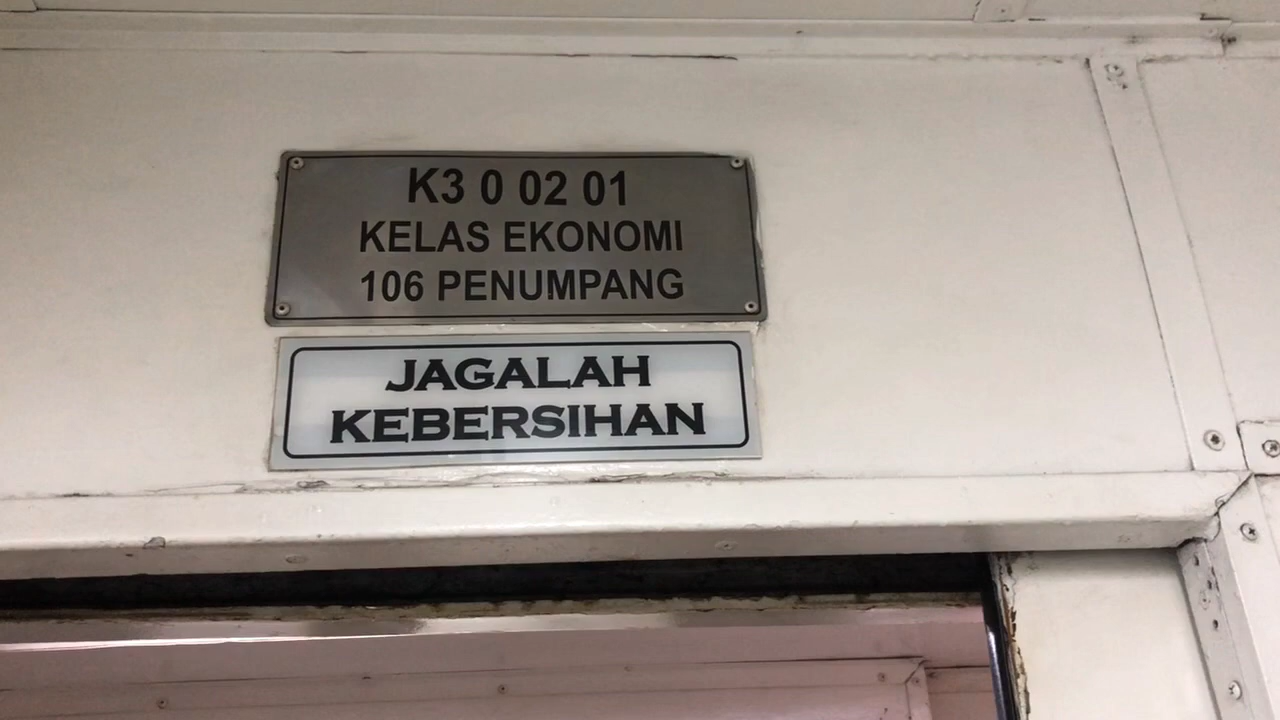 K3 0 02 01
KELAS EKONOMI
106 PENUMPANG
JAGALAH
KEBERSIHAN